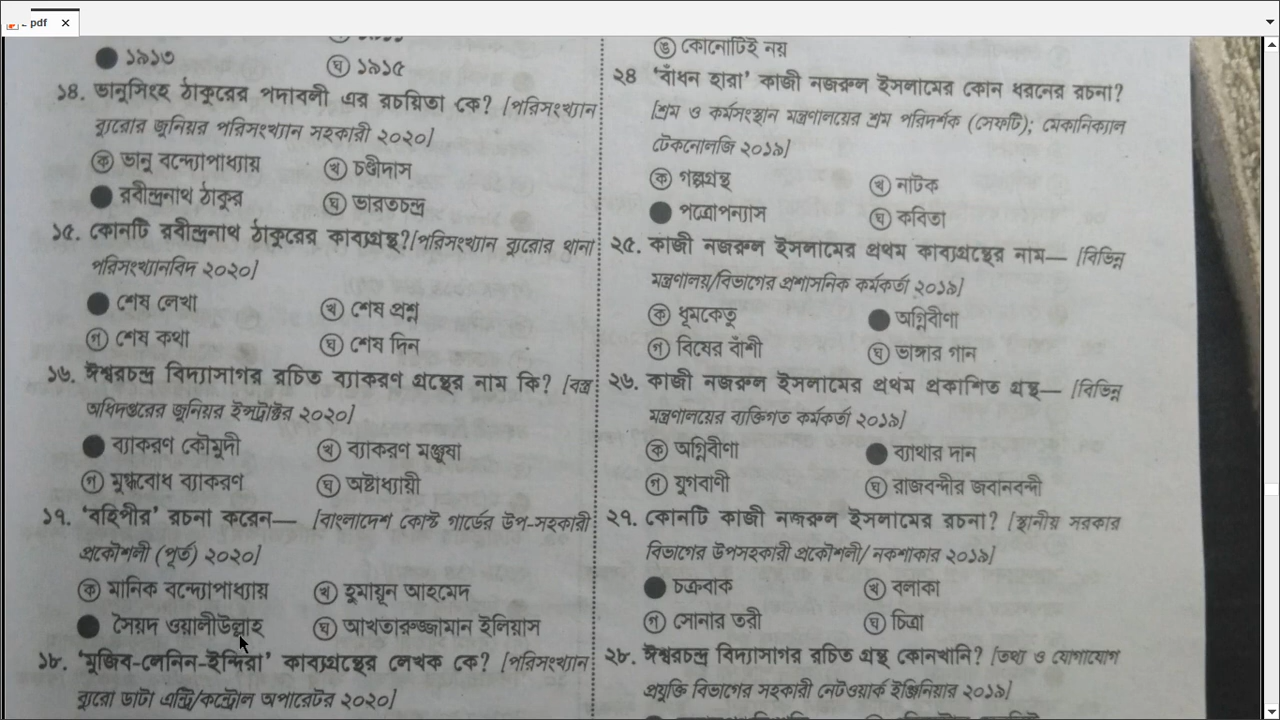 pdf
১৯১৩
ঘ ১৯১৫
১৪. ভানুসিংহ ঠাকুরের পদাবলী এর রচয়িতা কে? [পরিসংখ্যান
ব্যুরোর জুনিয়র পরিসংখ্যান সহকারী ২০২০]
ক ভানু বন্দ্যোপাধ্যায় খ চণ্ডীদাস
রবীন্দ্রনাথ ঠাকুর ঘ ভারতচন্দ্র
১৫. কোনটি রবীন্দ্রনাথ ঠাকুরের কাব্যগ্রন্থ? [পরিসংখ্যান ব্যুরোর থানা
পরিসংখ্যানবিদ ২০২০]
শেষ লেখা খ শেষ প্রশ্ন
গ শেষ কথা ঘ শেষ দিন
১৬. ঈশ্বরচন্দ্র বিদ্যাসাগর রচিত ব্যাকরণ গ্রন্থের নাম কি? [বস্ত্র
অধিদপ্তরের জুনিয়র ইন্সট্রাক্টর ২০২০]
ব্যাকরণ কৌমুদী খ ব্যাকরণ মঞ্জুষা
গ মুগ্ধবোধ ব্যাকরণ ঘ অষ্টাধ্যায়ী
১৭. ‘বহিপীর’ রচনা করেন— [বাংলাদেশ কোস্ট গার্ডের উপ-সহকারী
প্রকৌশলী (পূর্ত) ২০২০]
ক মানিক বন্দ্যোপাধ্যায় খ হুমায়ূন আহমেদ
সৈয়দ ওয়ালীউল্লাহ ঘ আখতারুজ্জামান ইলিয়াস
১৮. ‘মুজিব-লেনিন-ইন্দিরা’ কাব্যগ্রন্থের লেখক কে? [পরিসংখ্যান
ব্যুরো ডাটা এন্ট্রি/কন্ট্রোল অপারেটর ২০২০]
ঙ কোনোটিই নয়
২৪ ‘বাঁধন হারা’ কাজী নজরুল ইসলামের কোন ধরনের রচনা?
[শ্রম ও কর্মসংস্থান মন্ত্রণালয়ের শ্রম পরিদর্শক (সেফটি); মেকানিক্যাল
টেকনোলজি ২০১৯]
ক গল্পগ্রন্থ খ নাটক
পত্রোপন্যাস ঘ কবিতা
২৫. কাজী নজরুল ইসলামের প্রথম কাব্যগ্রন্থের নাম— [বিভিন্ন
মন্ত্রণালয়/বিভাগের প্রশাসনিক কর্মকর্তা ২০১৯]
ক ধূমকেতু অগ্নিবীণা
গ বিষের বাঁশী ঘ ভাঙ্গার গান
২৬. কাজী নজরুল ইসলামের প্রথম প্রকাশিত গ্রন্থ— [বিভিন্ন
মন্ত্রণালয়ের ব্যক্তিগত কর্মকর্তা ২০১৯]
ক অগ্নিবীণা ব্যাথার দান
গ যুগবাণী ঘ রাজবন্দীর জবানবন্দী
২৭. কোনটি কাজী নজরুল ইসলামের রচনা? [স্থানীয় সরকার
বিভাগের উপসহকারী প্রকৌশলী/ নকশাকার ২০১৯]
চক্রবাক খ বলাকা
গ সোনার তরী ঘ চিত্রা
২৮. ঈশ্বরচন্দ্র বিদ্যাসাগর রচিত গ্রন্থ কোনখানি? [তথ্য ও যোগাযোগ
প্রযুক্তি বিভাগের সহকারী নেটওয়ার্ক ইঞ্জিনিয়ার ২০১৯]